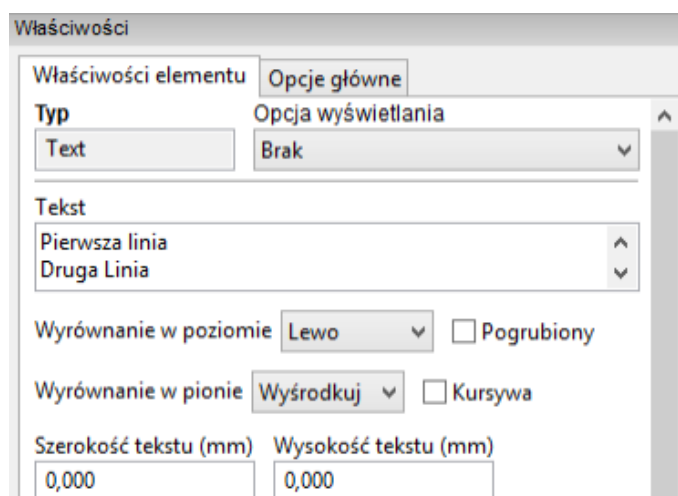 Właściwości
Właściwości elementu Opcje główne
Typ Opcja wyświetlania
Text Brak
Tekst
Pierwsza linia
Druga Linia
Wyrównanie w poziomie Lewo Pogrubiony
Wyrównanie w pionie Wyśrodkuj Kursywa
Szerokość tekstu (mm) Wysokość tekstu (mm)
0,000 0,000